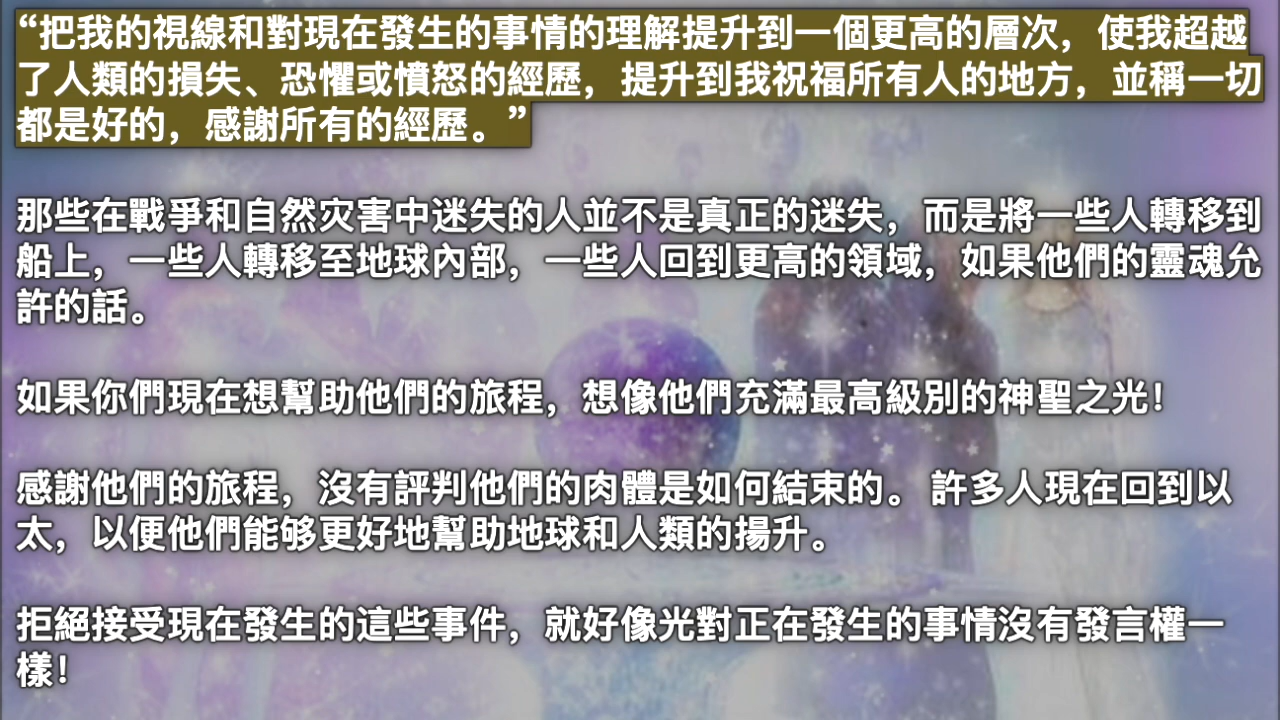 “把我的視線和對現在發生的事情的理解提升到一個更高的層次，使我超越
了人類的損失、恐懼或憤怒的經歷，提升到我祝福所有人的地方，並稱一切
都是好的，感謝所有的經歷。”
那些在戰爭和自然灾害中迷失的人並不是真正的迷失，而是將一些人轉移到
船上，一些人轉移至地球內部，一些人回到更高的領域，如果他們的靈魂允
許的話。
如果你們現在想幫助他們的旅程，想像他們充滿最高級別的神聖之光！
感謝他們的旅程，沒有評判他們的肉體是如何結束的。 許多人現在回到以
太，以便他們能够更好地幫助地球和人類的揚升。
拒絕接受現在發生的這些事件，就好像光對正在發生的事情沒有發言權一
樣！